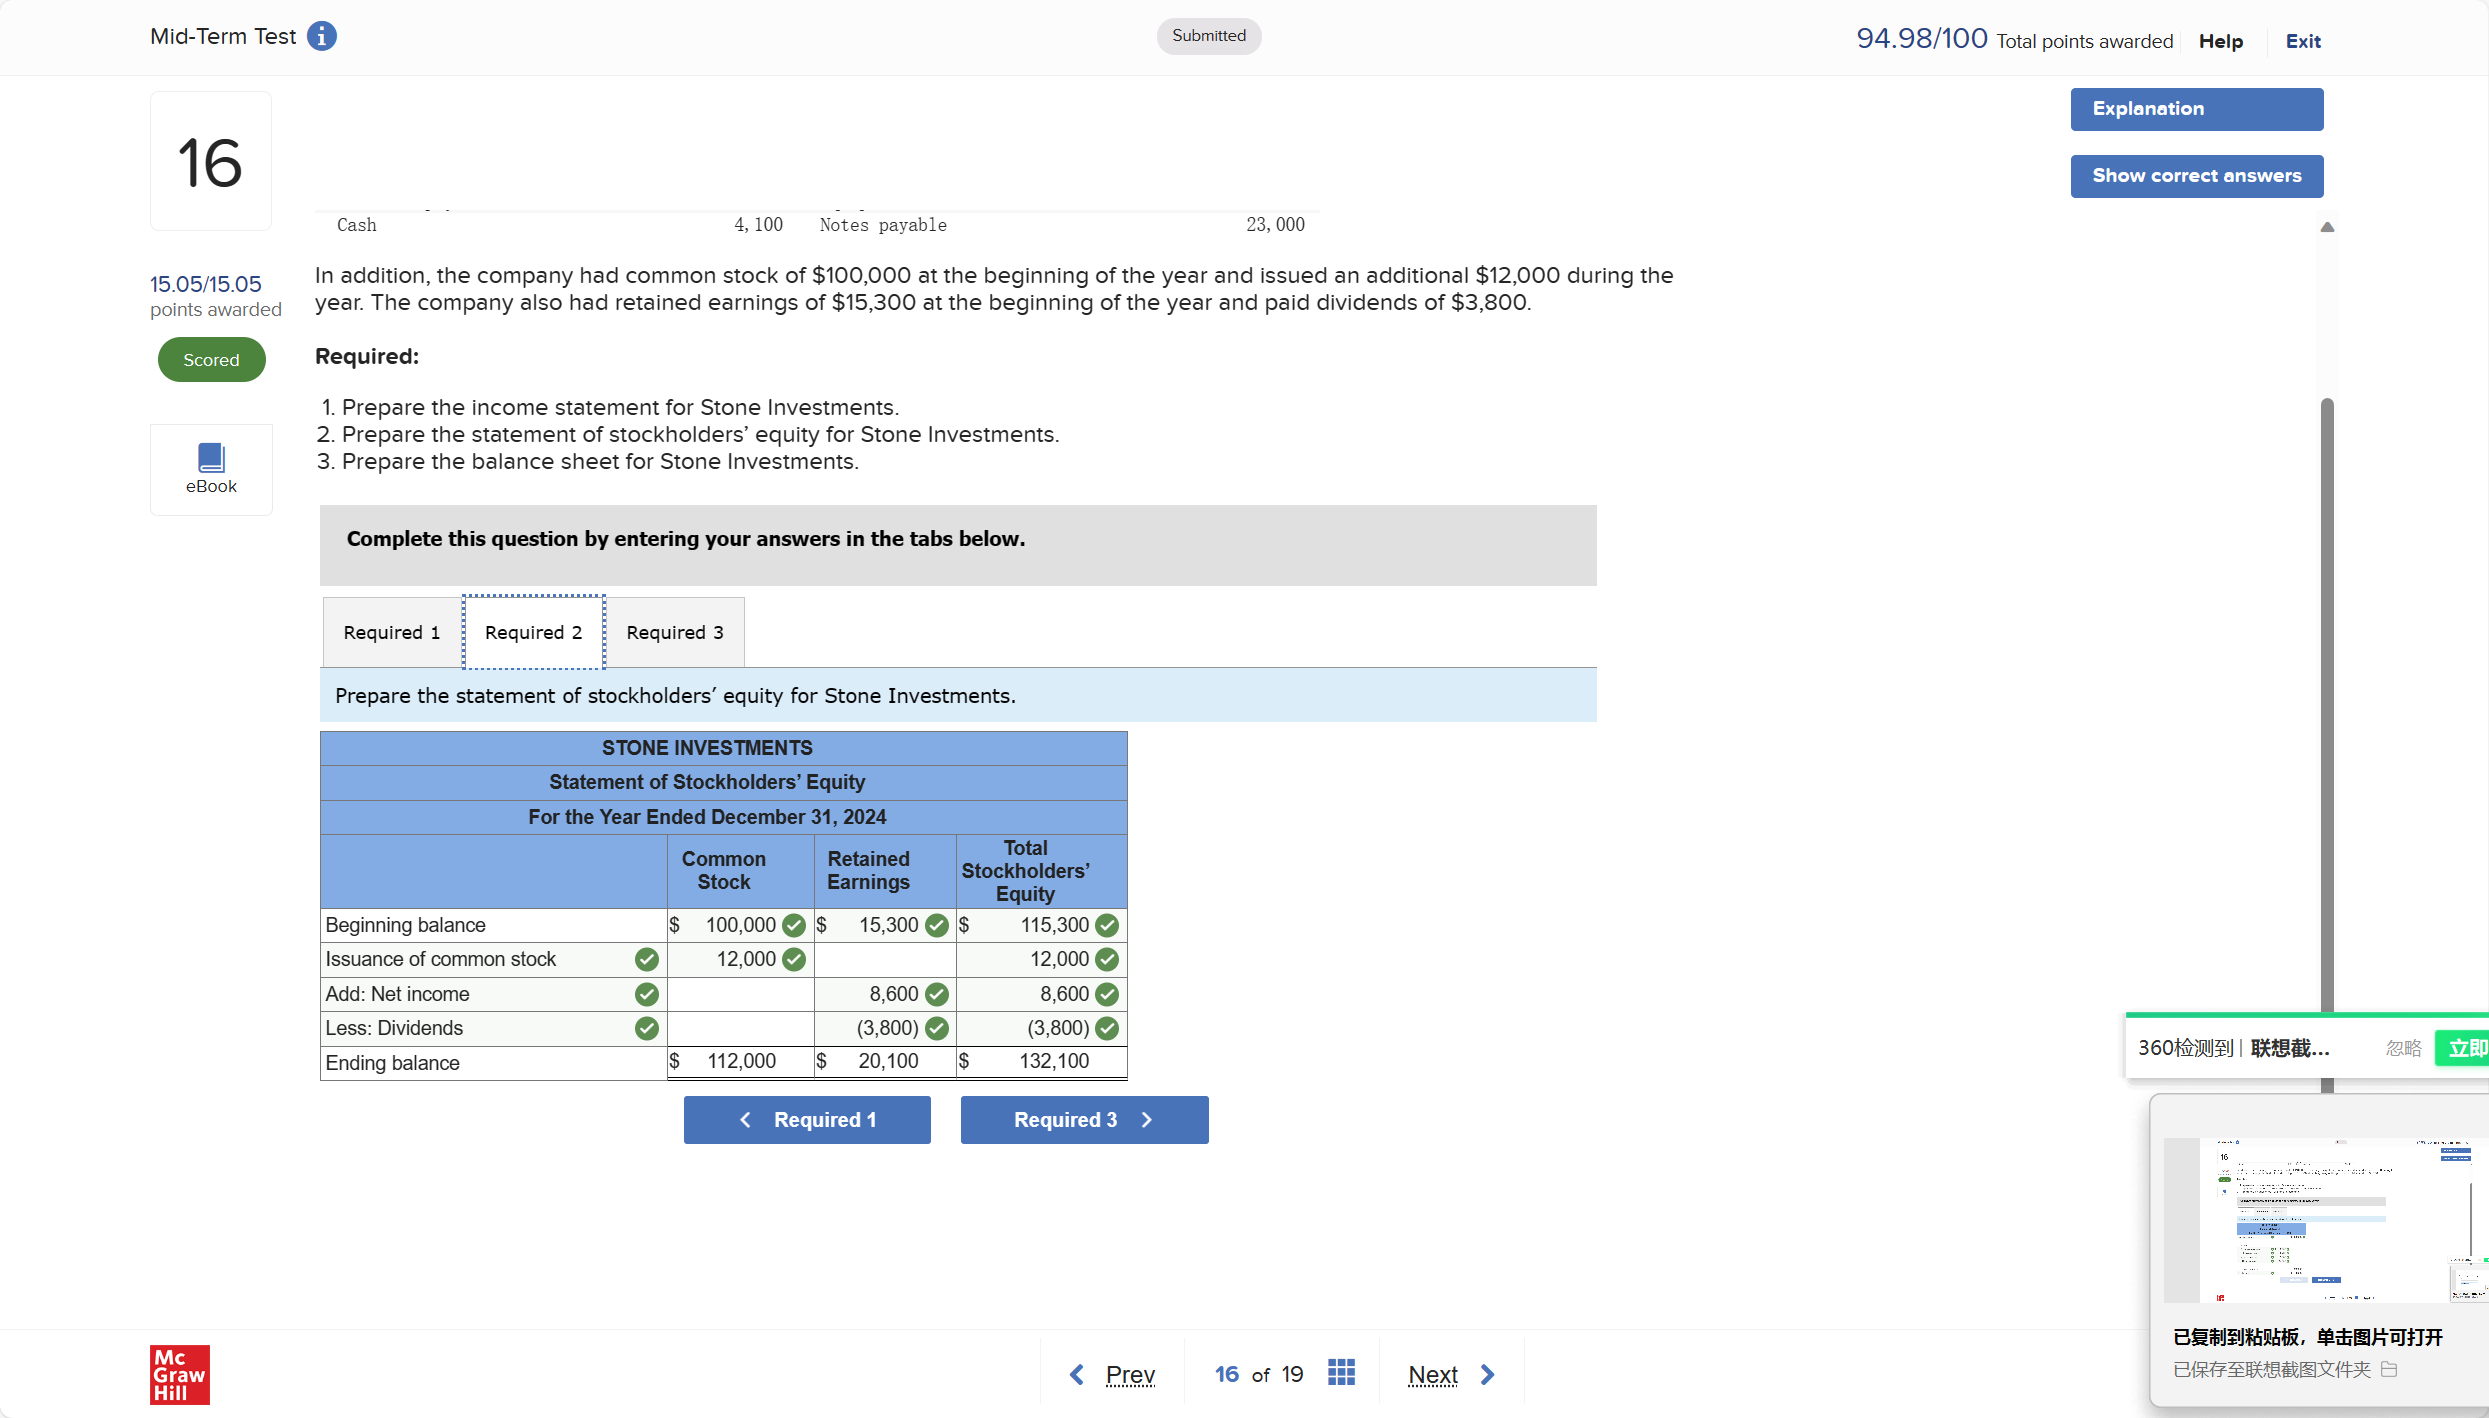 Mid-Term Test
Submitted
94.98/100 Total points awarded
Help
Exit
Explanation
Show correct answers
16
15.05/15.05
points awarded
Scored
eBook
Cash 4,100 Notes payable 23,000
In addition, the company had common stock of $100,000 at the beginning of the year and issued an additional $12,000 during the
year. The company also had retained earnings of $15,300 at the beginning of the year and paid dividends of $3,800.
Required:
1. Prepare the income statement for Stone Investments.
2. Prepare the statement of stockholders’ equity for Stone Investments.
3. Prepare the balance sheet for Stone Investments.
Complete this question by entering your answers in the tabs below.
Required 1 Required 2 Required 3
Prepare the statement of stockholders’ equity for Stone Investments.
STONE INVESTMENTS
Statement of Stockholders’ Equity
For the Year Ended December 31, 2024
Common Stock Retained Earnings Total Stockholders’ Equity
Beginning balance $ 100,000 $ 15,300 $ 115,300
Issuance of common stock 12,000 12,000
Add: Net income 8,600 8,600
Less: Dividends (3,800) (3,800)
Ending balance $ 112,000 $ 20,100 $ 132,100
Required 1 Required 3
360检测到 | 联想截... 忽略 立即
16
已复制到粘贴板，单击图片可打开
已保存至联想截图文件夹
Mc
Graw
Hill
Prev
16 of 19
Next